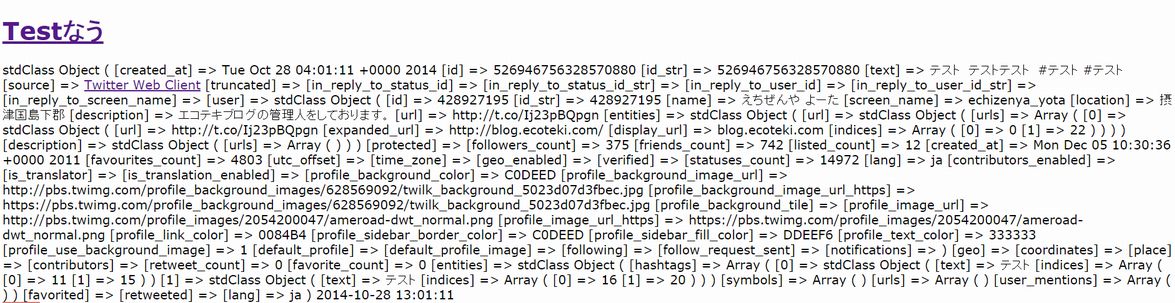 Testなう
stdClass Object ( [created_at] => Tue Oct 28 04:01:11 +0000 2014 [id] => 526946756328570880 [id_str] => 526946756328570880 [text] => テスト　テストテスト　#テスト #テスト
[source] => Twitter Web Client [truncated] => [in_reply_to_status_id] => [in_reply_to_status_id_str] => [in_reply_to_user_id] => [in_reply_to_user_id_str] =>
[in_reply_to_screen_name] => [user] => stdClass Object ( [id] => 428927195 [id_str] => 428927195 [name] => えちぜんや よーた [screen_name] => echizenya_yota [location] => 摂
津国島下郡 [description] => エコテキブログの管理人をしております。 [url] => http://t.co/Ij23pBQpgn [entities] => stdClass Object ( [url] => stdClass Object ( [urls] => Array ( [0] =>
stdClass Object ( [url] => http://t.co/Ij23pBQpgn [expanded_url] => http://blog.ecoteki.com/ [display_url] => blog.ecoteki.com [indices] => Array ( [0] => 0 [1] => 22 ) ) ) )
[description] => stdClass Object ( [urls] => Array ( ) ) ) [protected] => [followers_count] => 375 [friends_count] => 742 [listed_count] => 12 [created_at] => Mon Dec 05 10:30:36
+0000 2011 [favourites_count] => 4803 [utc_offset] => [time_zone] => [geo_enabled] => [verified] => [statuses_count] => 14972 [lang] => ja [contributors_enabled] =>
[is_translator] => [is_translation_enabled] => [profile_background_color] => C0DEED [profile_background_image_url] =>
http://pbs.twimg.com/profile_background_images/628569092/twilk_background_5023d07d3fbec.jpg [profile_background_image_url_https] =>
https://pbs.twimg.com/profile_background_images/628569092/twilk_background_5023d07d3fbec.jpg [profile_background_tile] => [profile_image_url] =>
http://pbs.twimg.com/profile_images/2054200047/ameroad-dwt_normal.png [profile_image_url_https] => https://pbs.twimg.com/profile_images/2054200047/ameroad-
dwt_normal.png [profile_link_color] => 0084B4 [profile_sidebar_border_color] => C0DEED [profile_sidebar_fill_color] => DDEEF6 [profile_text_color] => 333333
[profile_use_background_image] => 1 [default_profile] => [default_profile_image] => [following] => [follow_request_sent] => [notifications] => ) [geo] => [coordinates] => [place]
=> [contributors] => [retweet_count] => 0 [favorite_count] => 0 [entities] => stdClass Object ( [hashtags] => Array ( [0] => stdClass Object ( [text] => テスト [indices] => Array (
[0] => 11 [1] => 15 ) ) [1] => stdClass Object ( [text] => テスト [indices] => Array ( [0] => 16 [1] => 20 ) ) ) [symbols] => Array ( ) [urls] => Array ( ) [user_mentions] => Array (
) ) [favorited] => [retweeted] => [lang] => ja ) 2014-10-28 13:01:11